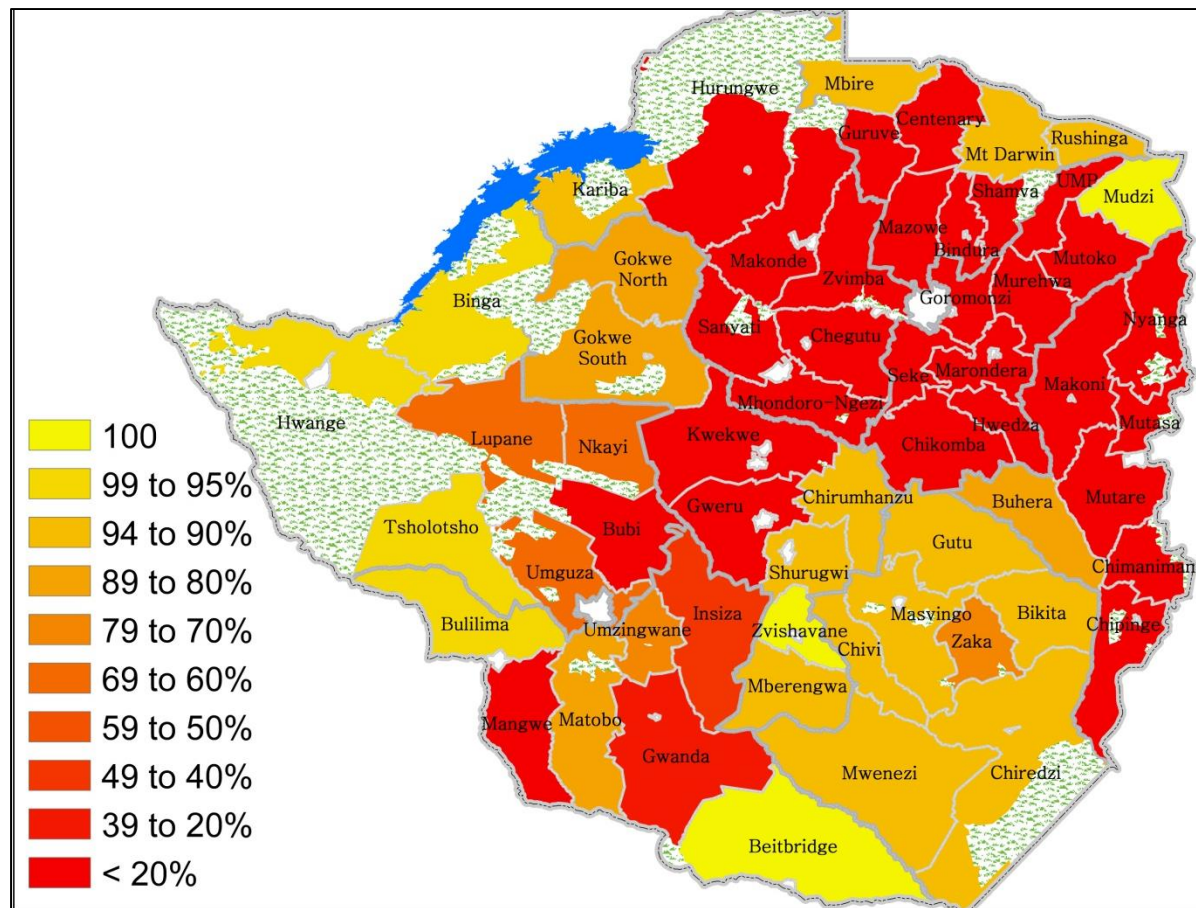 Hurungwe
Mbire
Guruve
Centenary
Mt Darwin
Rushinga
Kariba
Shamva
UMP
Mudzi
Mazowe
Bindura
Mutoko
Gokwe
North
Makonde
Zvimba
Murehwa
Goromonzi
Binga
Nyanga
Sanyati
Chegutu
Gokwe
South
Seke
Marondera
Makoni
Mhondoro-Ngezi
Hwedza
Mutasa
Hwange
Lupane
Nkayi
Kwekwe
Chikomba
Chirumhanzu
Buhera
Mutare
Gweru
Tsholotsho
Bubi
Gutu
Chimaniman
Umguza
Shurugwi
Insiza
Masvingo
Bikita
Chipinge
Bulilima
Umzingwane
Zvishavane
Chivi
Zaka
Mberengwa
Mangwe
Matobo
Gwanda
Mwenezi
Chiredzi
Beitbridge
100
99 to 95%
94 to 90%
89 to 80%
79 to 70%
69 to 60%
59 to 50%
49 to 40%
39 to 20%
< 20%